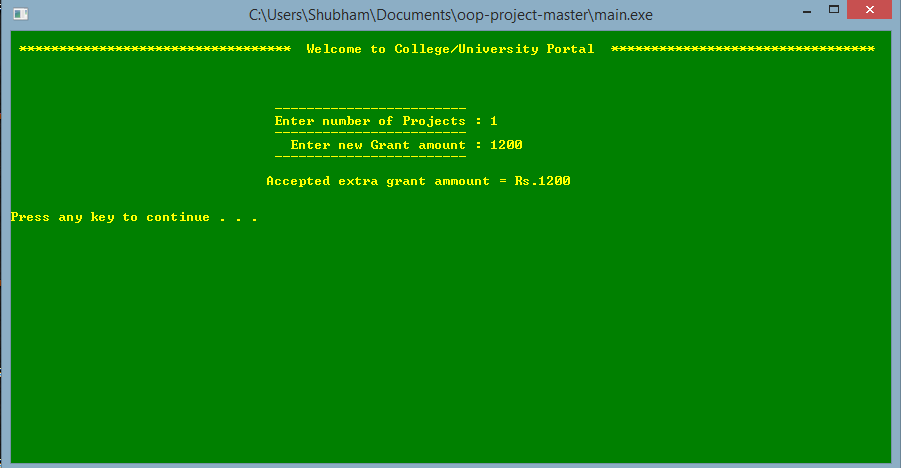 C:\Users\Shubham\Documents\oop-project-master\main.exe
********************************** Welcome to College/University Portal *********************************
------------------------
Enter number of Projects : 1
------------------------
Enter new Grant amount : 1200
------------------------
Accepted extra grant ammount = Rs.1200
Press any key to continue . . .